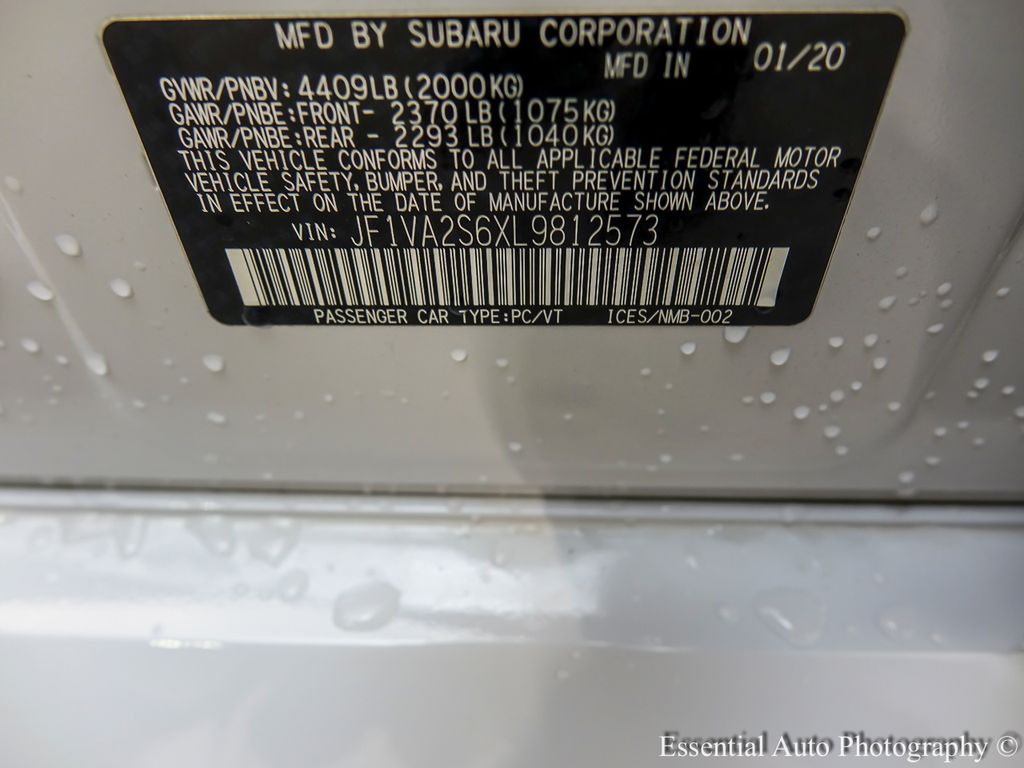 MFD BY SUBARU CORPORATION
MFD IN 01/20
GVWR/PNBV: 4409LB(2000KG)
GAWR/PNBE:FRONT- 2370LB(1075KG)
GAWR/PNBE:REAR - 2293LB(1040KG)
THIS VEHICLE CONFORMS TO ALL APPLICABLE FEDERAL MOTOR
VEHICLE SAFETY, BUMPER, AND THEFT PREVENTION STANDARDS
IN EFFECT ON THE DATE OF MANUFACTURE SHOWN ABOVE.
VIN: JF1VA2S6XL9812573
PASSENGER CAR TYPE:PC/VT ICES/NMB-002
Essential Auto Photography ©